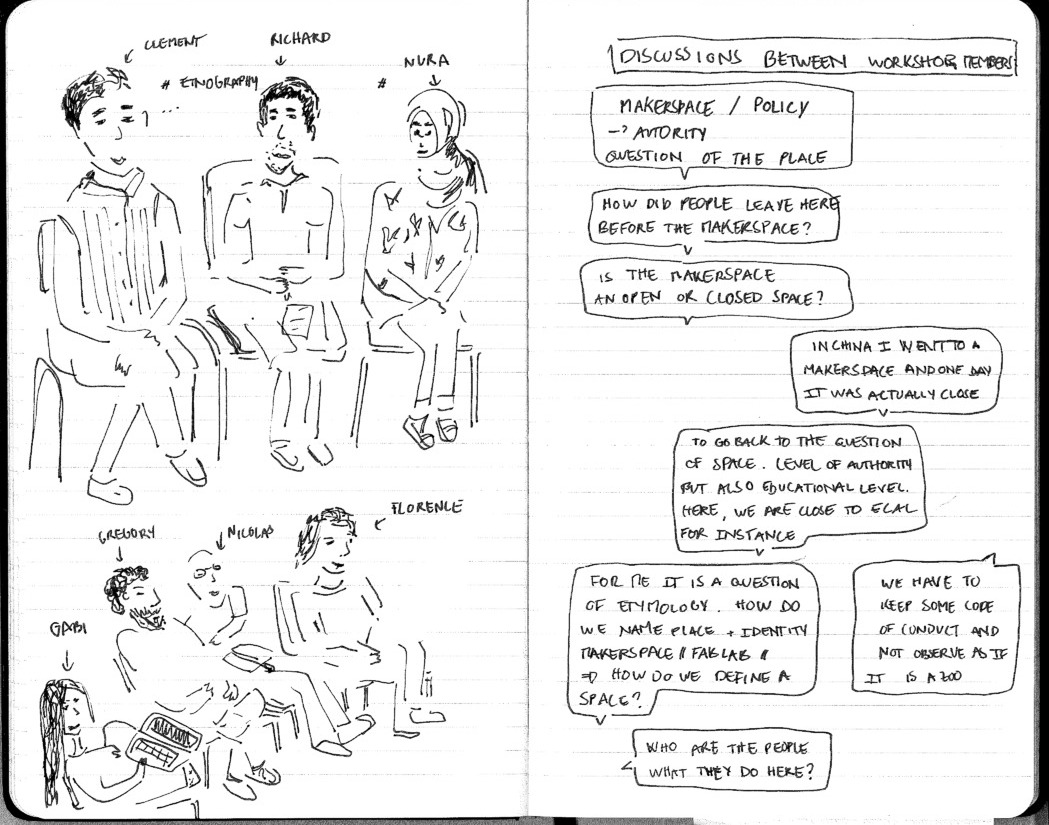 CLEMENT
RICHARD
# ETNOGRAPHY
#
NURA
GREGORY
NICOLAS
FLORENCE
GABI
DISCUSSIONS BETWEEN WORKSHOP MEMBERS
MAKERSPACE / POLICY
-> AUTORITY
QUESTION OF THE PLACE
HOW DID PEOPLE LEAVE HERE
BEFORE THE MAKERSPACE?
IS THE MAKERSPACE
AN OPEN OR CLOSED SPACE?
IN CHINA I WENT TO A
MAKERSPACE AND ONE DAY
IT WAS ACTUALLY CLOSE
TO GO BACK TO THE QUESTION
OF SPACE. LEVEL OF AUTHORITY
BUT ALSO EDUCATIONAL LEVEL.
HERE, WE ARE CLOSE TO ECAL
FOR INSTANCE
FOR ME IT IS A QUESTION
OF ETYMOLOGY. HOW DO
WE NAME PLACE + IDENTITY
MAKERSPACE // FABLAB //
=> HOW DO WE DEFINE A
SPACE?
WE HAVE TO
KEEP SOME CODE
OF CONDUCT AND
NOT OBSERVE AS IF
IT IS A ZOO
WHO ARE THE PEOPLE
WHAT THEY DO HERE?